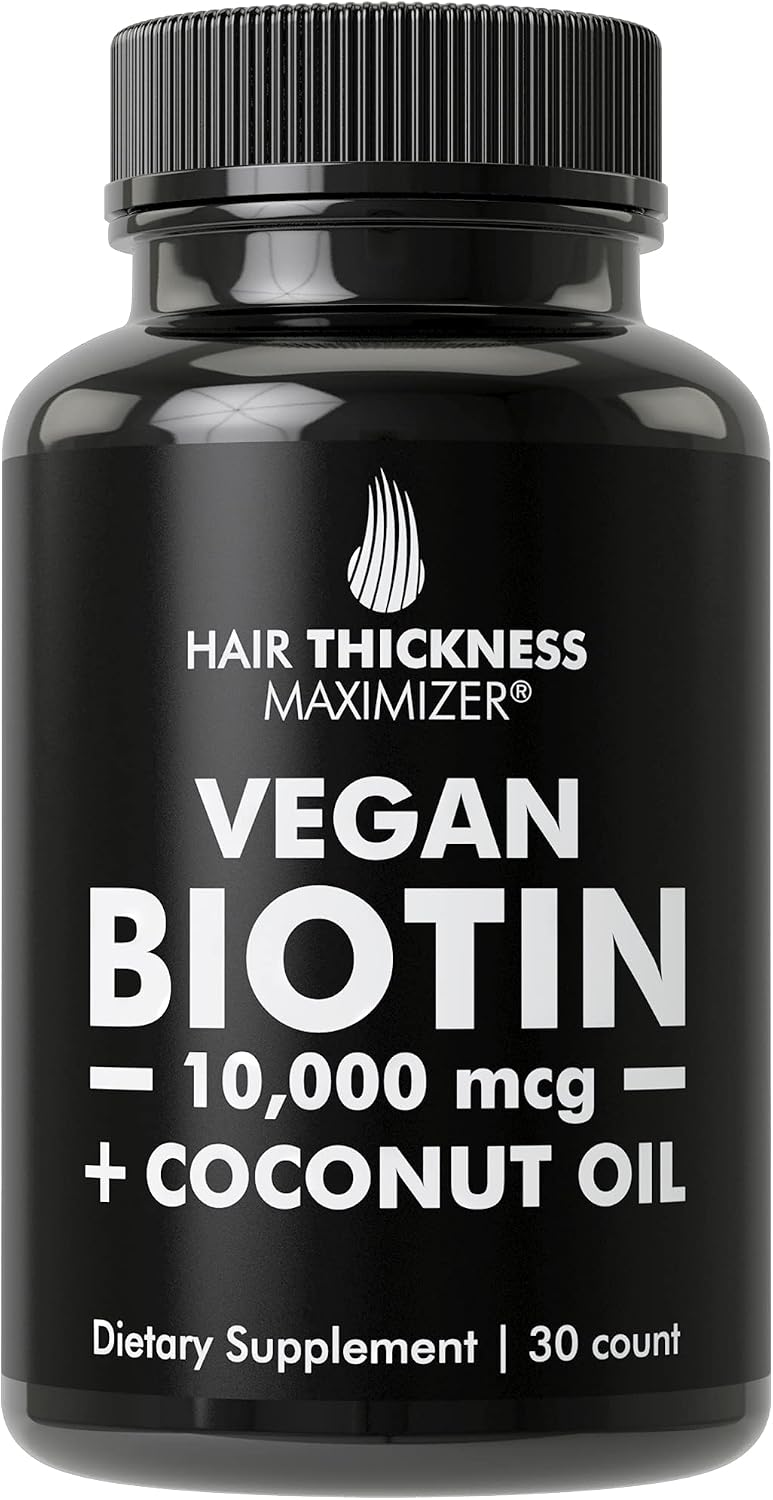 HAIR THICKNESS
MAXIMIZER®
VEGAN
BIOTIN
— 10,000 mcg —
+ COCONUT OIL
Dietary Supplement | 30 count